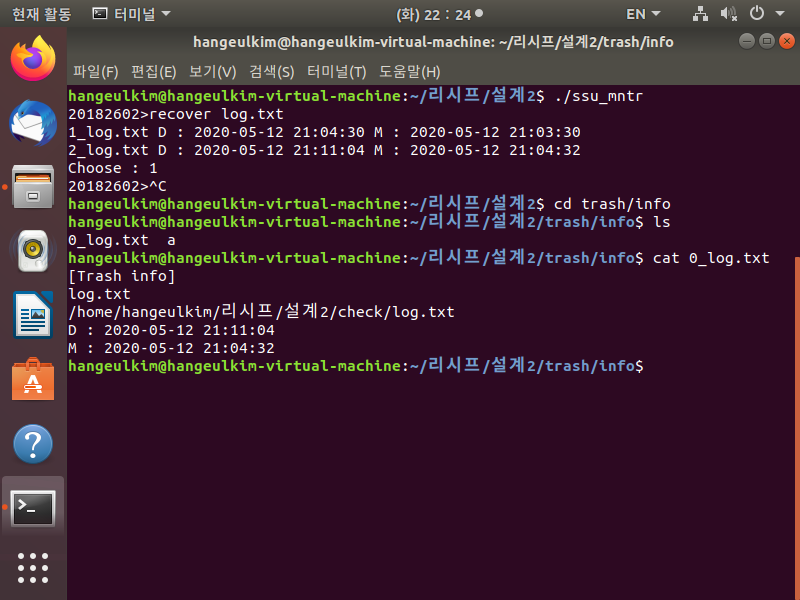 현재 활동 터미널 (화) 22 : 24 EN
hangeulkim@hangeulkim-virtual-machine: ~/리시프/설계2/trash/info
파일(F) 편집(E) 보기(V) 검색(S) 터미널(T) 도움말(H)
hangeulkim@hangeulkim-virtual-machine:~/리시프/설계2$ ./ssu_mntr
20182602>recover log.txt
1_log.txt D : 2020-05-12 21:04:30 M : 2020-05-12 21:03:30
2_log.txt D : 2020-05-12 21:11:04 M : 2020-05-12 21:04:32
Choose : 1
20182602>^C
hangeulkim@hangeulkim-virtual-machine:~/리시프/설계2$ cd trash/info
hangeulkim@hangeulkim-virtual-machine:~/리시프/설계2/trash/info$ ls
0_log.txt  a
hangeulkim@hangeulkim-virtual-machine:~/리시프/설계2/trash/info$ cat 0_log.txt
[Trash info]
log.txt
/home/hangeulkim/리시프/설계2/check/log.txt
D : 2020-05-12 21:11:04
M : 2020-05-12 21:04:32
hangeulkim@hangeulkim-virtual-machine:~/리시프/설계2/trash/info$